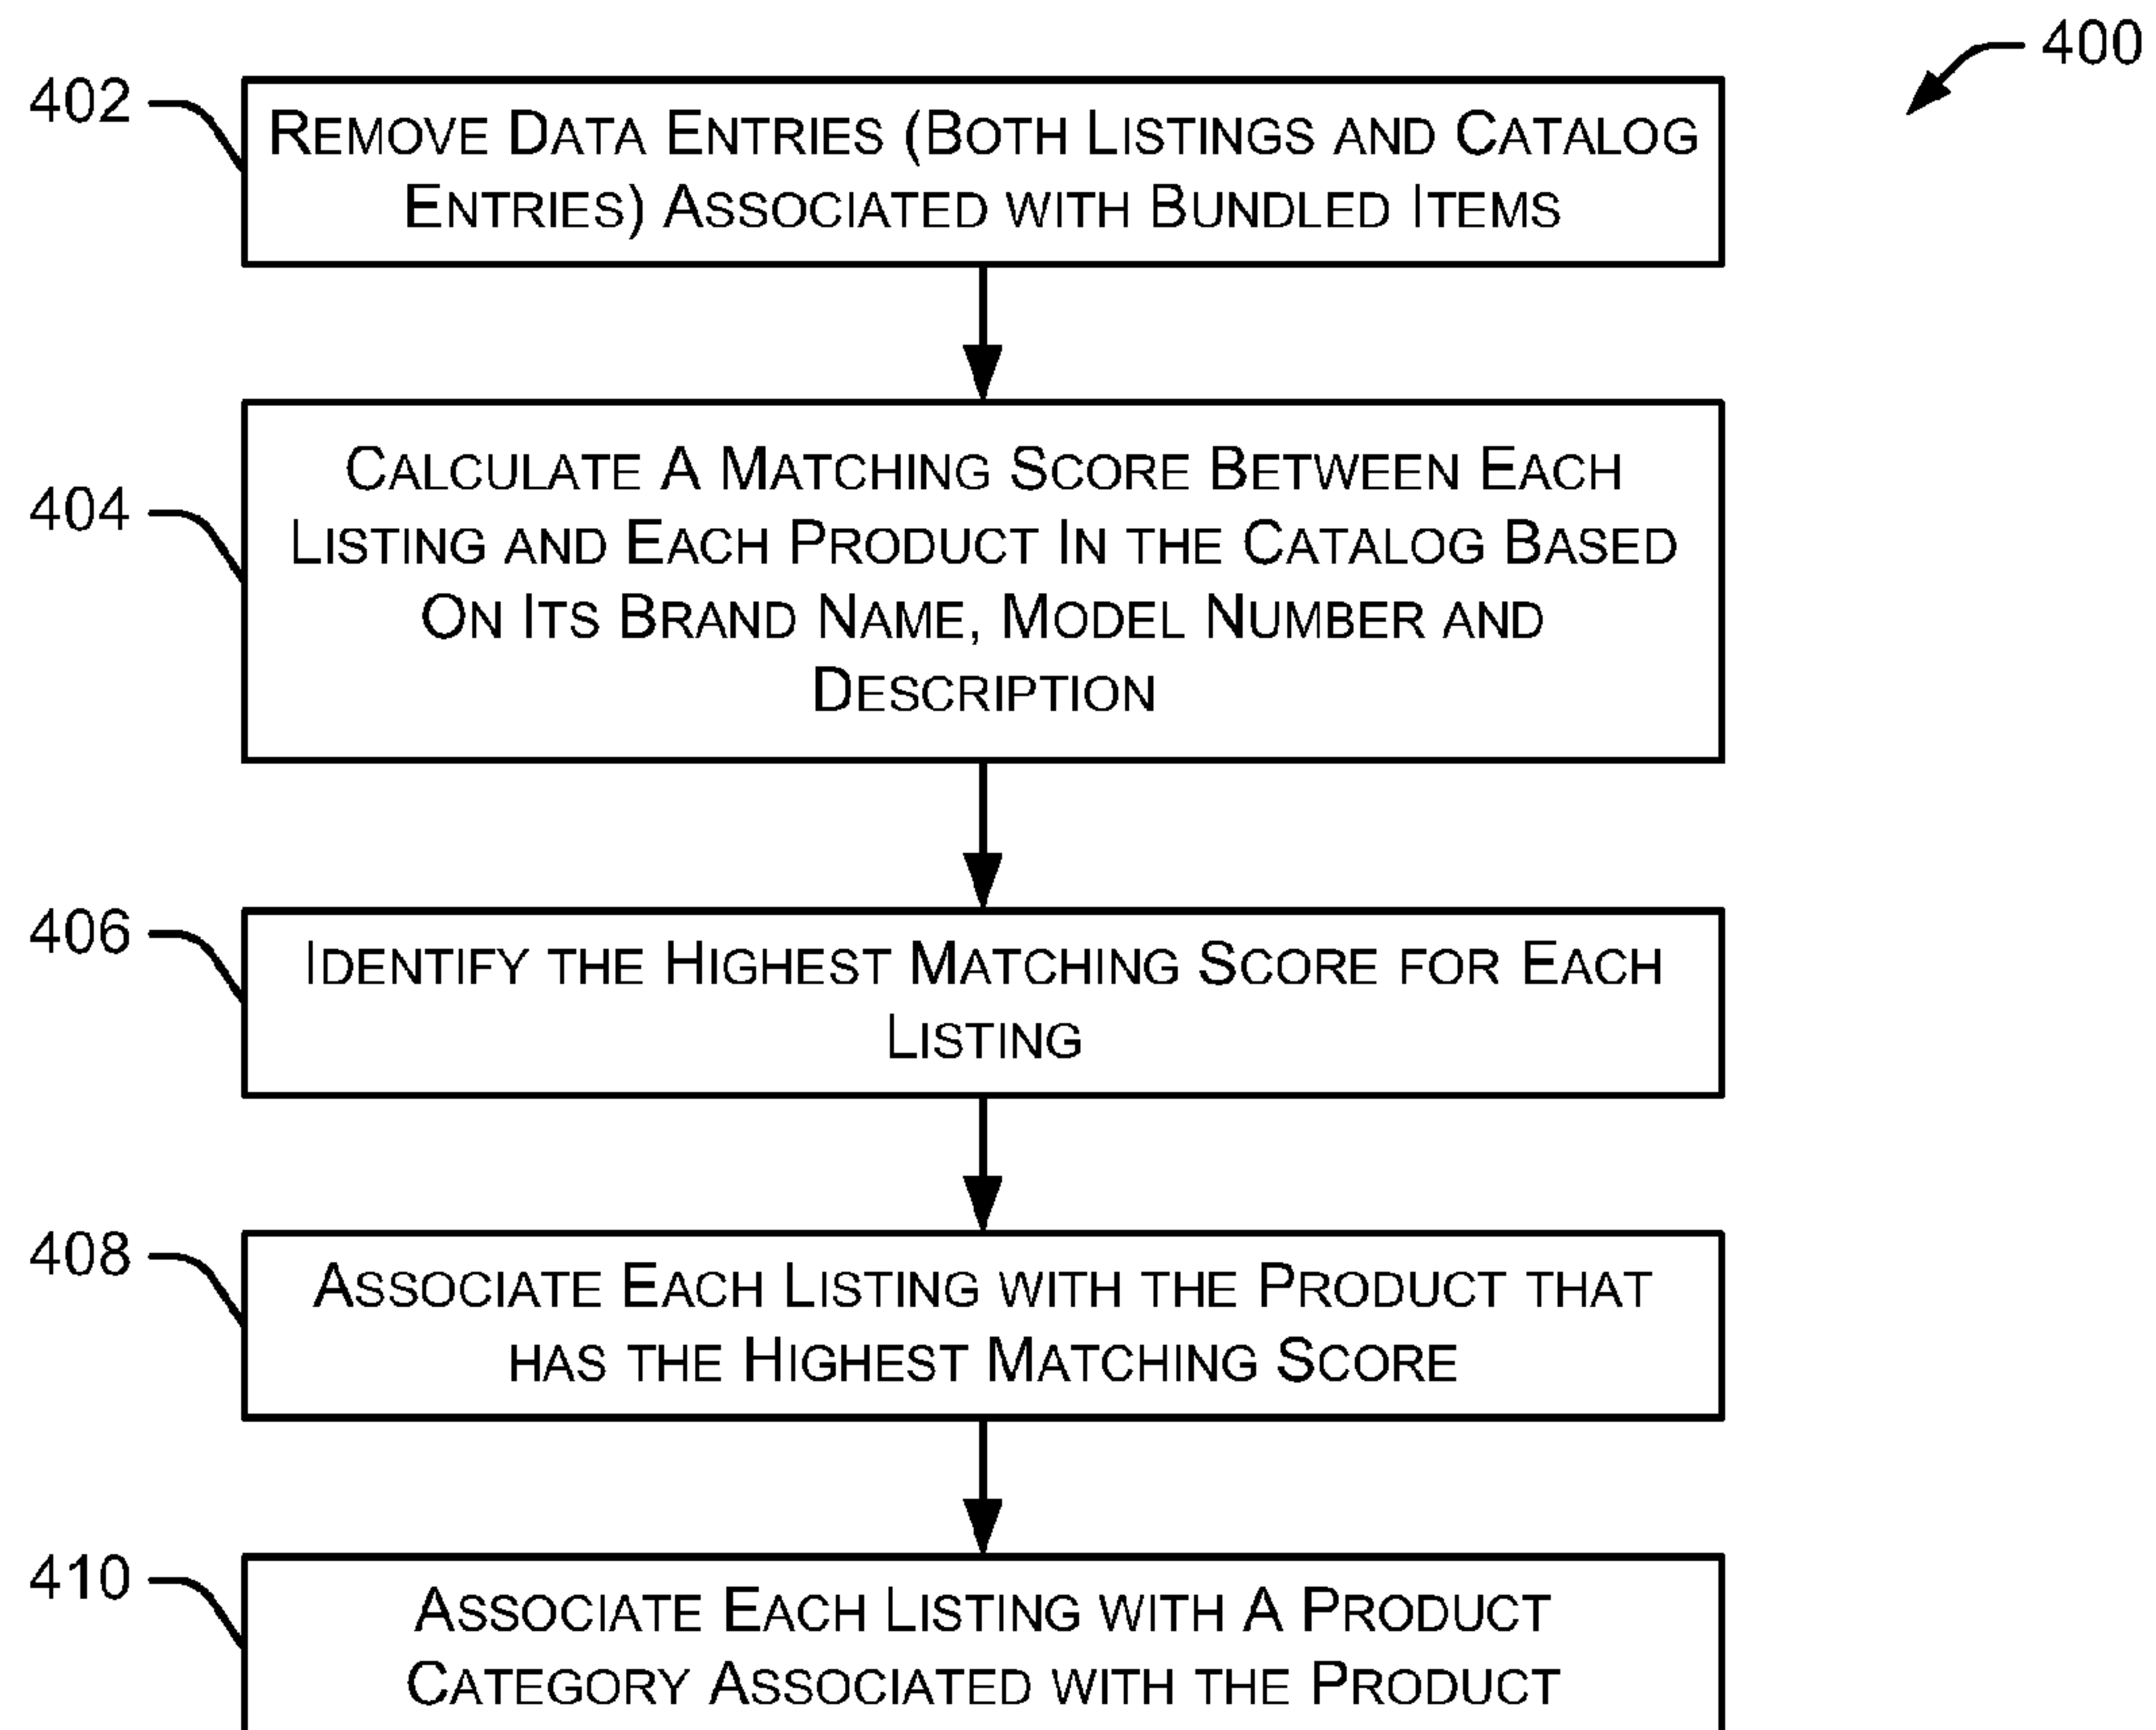 400
402
REMOVE DATA ENTRIES (BOTH LISTINGS AND CATALOG
ENTRIES) ASSOCIATED WITH BUNDLED ITEMS
404
CALCULATE A MATCHING SCORE BETWEEN EACH
LISTING AND EACH PRODUCT IN THE CATALOG BASED
ON ITS BRAND NAME, MODEL NUMBER AND
DESCRIPTION
406
IDENTIFY THE HIGHEST MATCHING SCORE FOR EACH
LISTING
408
ASSOCIATE EACH LISTING WITH THE PRODUCT THAT
HAS THE HIGHEST MATCHING SCORE
410
ASSOCIATE EACH LISTING WITH A PRODUCT
CATEGORY ASSOCIATED WITH THE PRODUCT